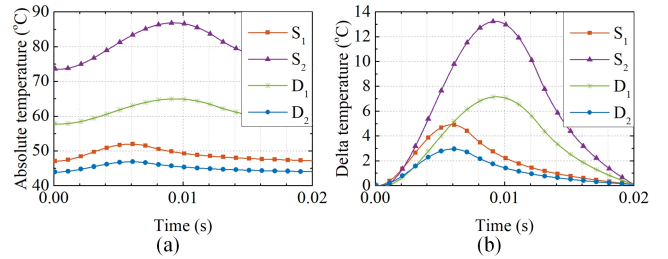 Absolute temperature (°C)
90
80
70
60
50
40
0.00
0.01
0.02
S1
S2
D1
D2
Time (s)
(a)
Delta temperature (°C)
14
12
10
8
6
4
2
0
0.00
0.01
0.02
S1
S2
D1
D2
Time (s)
(b)